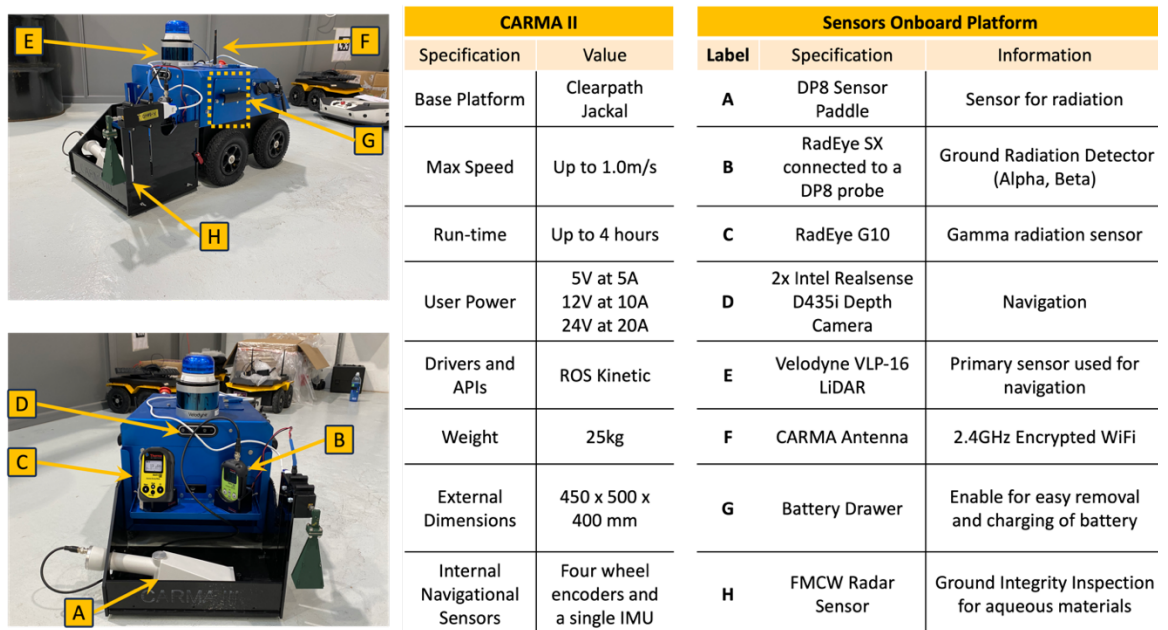 E
F
G
H
D
C
B
A
CARMA II
CARMA II
Specification Value
Base Platform Clearpath
Jackal
Max Speed Up to 1.0m/s
Run-time Up to 4 hours
User Power 5V at 5A
12V at 10A
24V at 20A
Drivers and
APIs ROS Kinetic
Weight 25kg
External
Dimensions 450 x 500 x
400 mm
Internal
Navigational
Sensors Four wheel
encoders and
a single IMU
Sensors Onboard Platform
Label Specification Information
A DP8 Sensor
Paddle Sensor for radiation
B RadEye SX
connected to a
DP8 probe Ground Radiation Detector
(Alpha, Beta)
C RadEye G10 Gamma radiation sensor
D 2x Intel Realsense
D435i Depth
Camera Navigation
E Velodyne VLP-16
LiDAR Primary sensor used for
navigation
F CARMA Antenna 2.4GHz Encrypted WiFi
G Battery Drawer Enable for easy removal
and charging of battery
H FMCW Radar
Sensor Ground Integrity Inspection
for aqueous materials